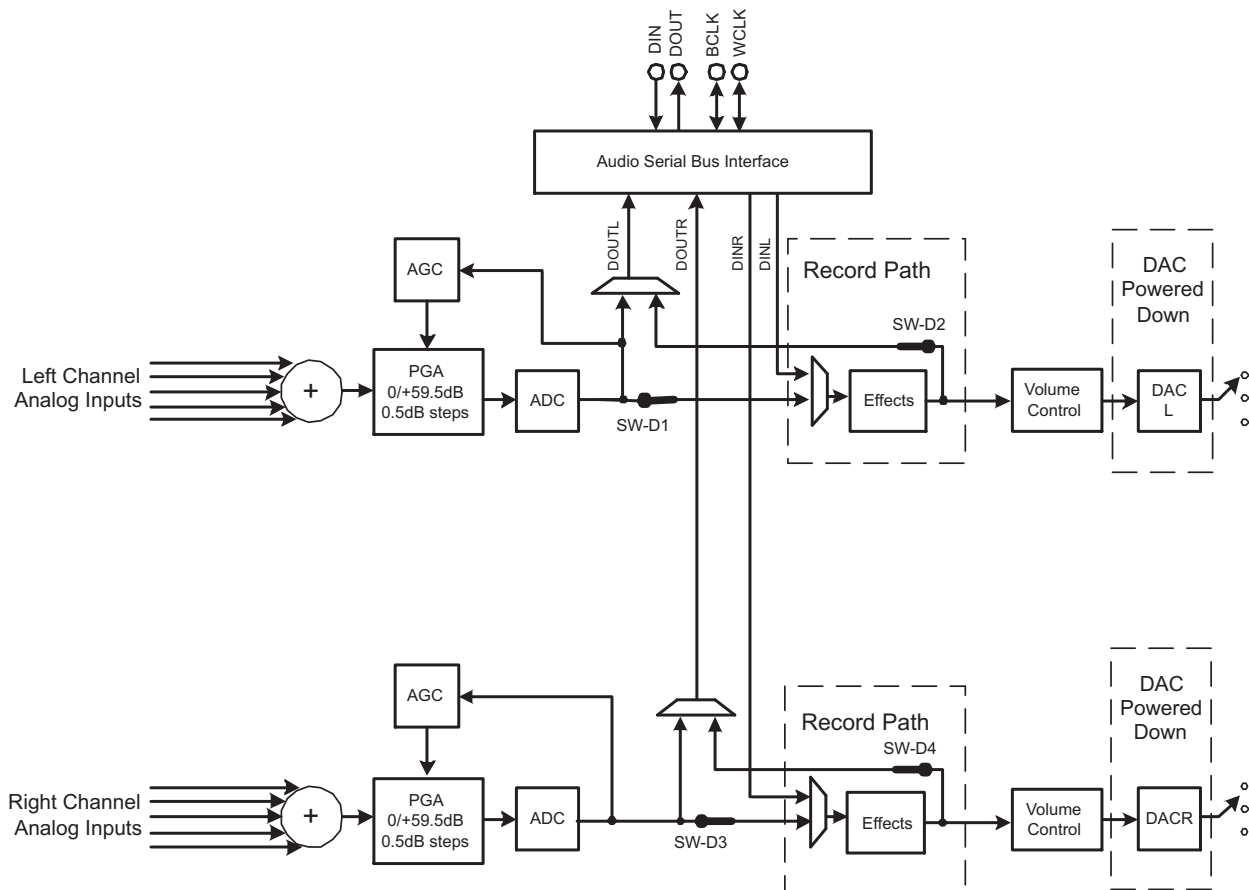 DIN
DOUT
BCLK
WCLK
Audio Serial Bus Interface
DOUTL
DOUTR
DINR
DINL
Record Path
DAC
Powered
Down
AGC
SW-D2
Left Channel
Analog Inputs
+
PGA
0/+59.5dB
0.5dB steps
ADC
SW-D1
Effects
Volume
Control
DAC
L
AGC
Record Path
DAC
Powered
Down
SW-D4
Right Channel
Analog Inputs
+
PGA
0/+59.5dB
0.5dB steps
ADC
SW-D3
Effects
Volume
Control
DACR